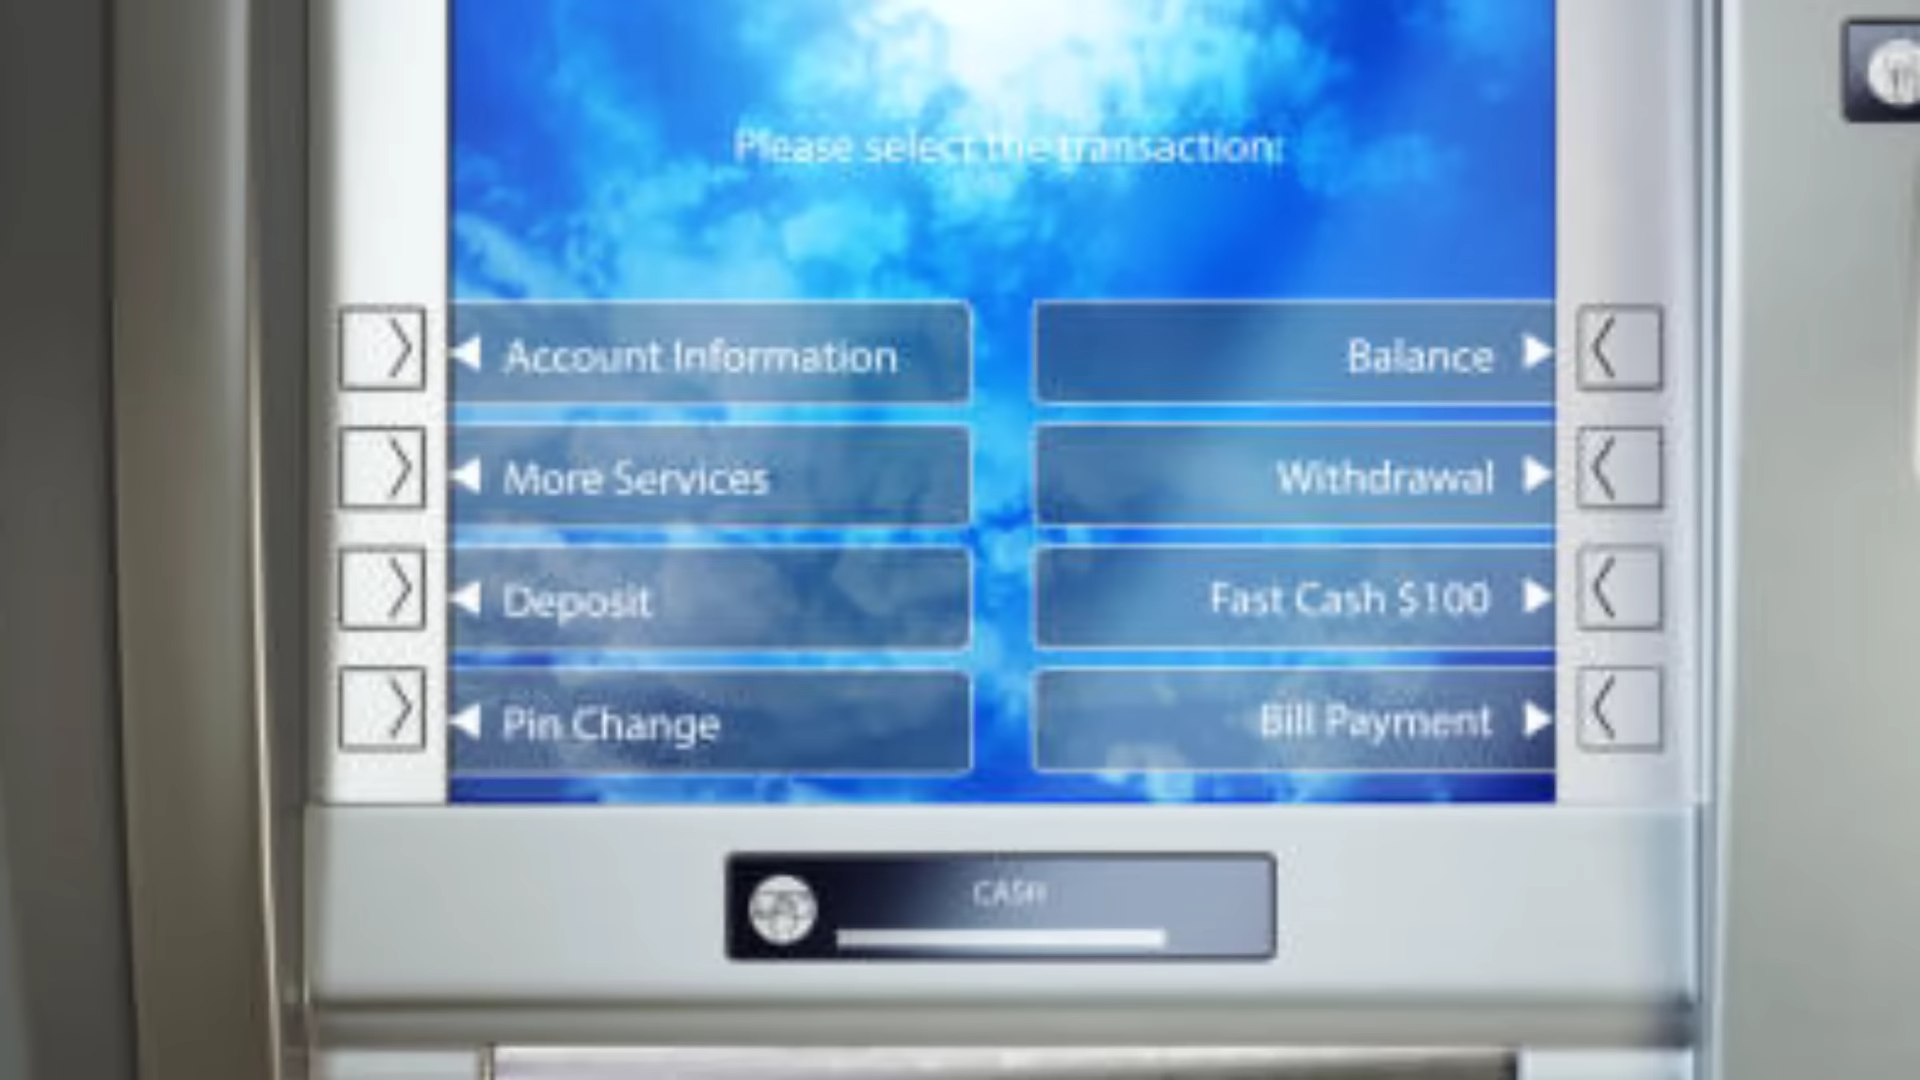 Please select the transaction:
Account Information
Balance
More Services
Withdrawal
Deposit
Fast Cash $100
Pin Change
Bill Payment
CASH